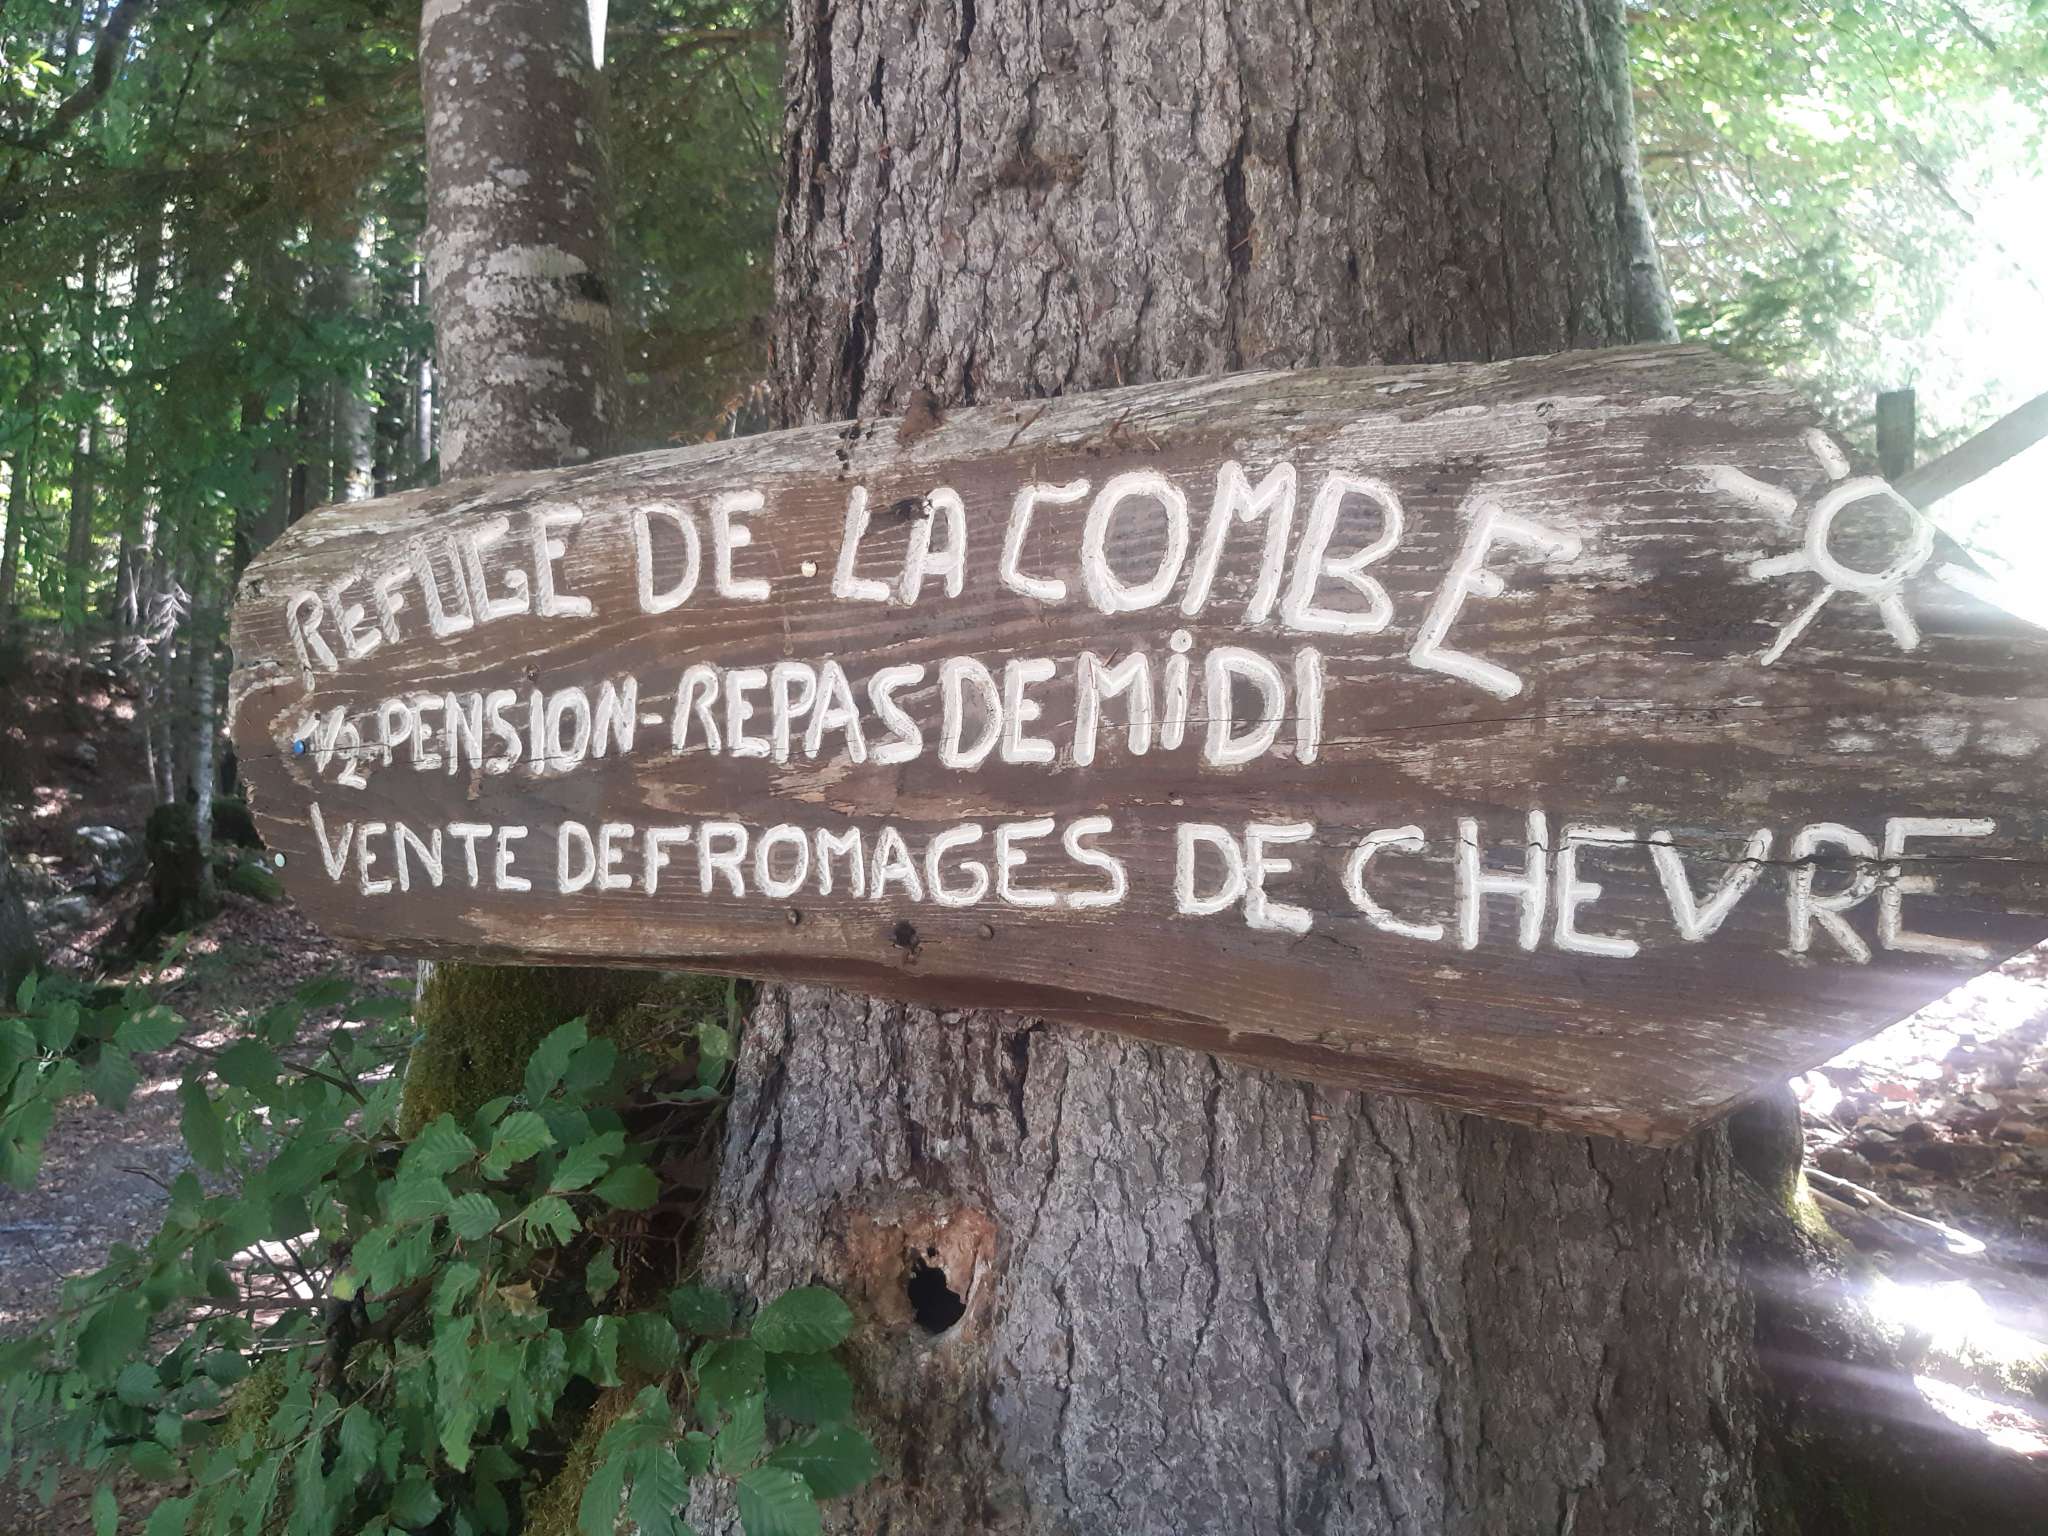 REFUGE DE LA COMBE
1/2 PENSION - REPAS DE MiDI
VENTE DE FROMAGES DE CHEVRE